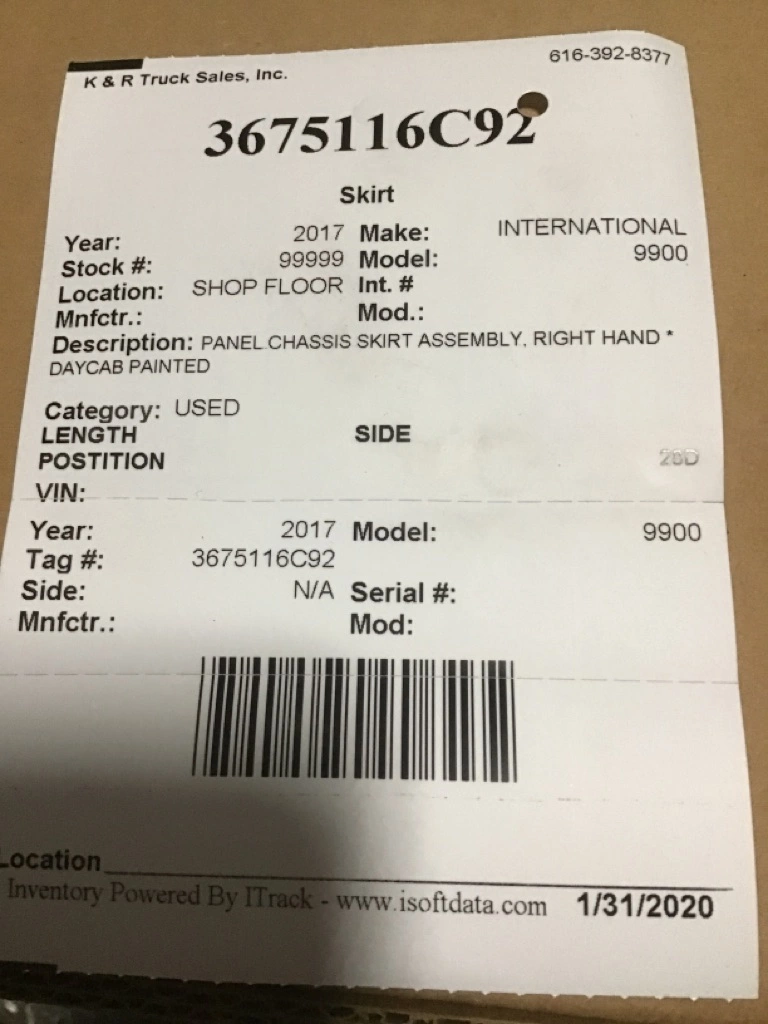 K & R Truck Sales, Inc. 616-392-8377
3675116C92
Skirt
Year: 2017 Make: INTERNATIONAL
Stock #: 99999 Model: 9900
Location: SHOP FLOOR Int. #
Mnfctr.: Mod.:
Description: PANEL CHASSIS SKIRT ASSEMBLY, RIGHT HAND *
DAYCAB PAINTED
Category: USED
LENGTH SIDE
POSTITION
VIN:
Year: 2017 Model: 9900
Tag #: 3675116C92
Side: N/A Serial #:
Mnfctr.: Mod:
Location
Inventory Powered By ITrack - www.isoftdata.com 1/31/2020